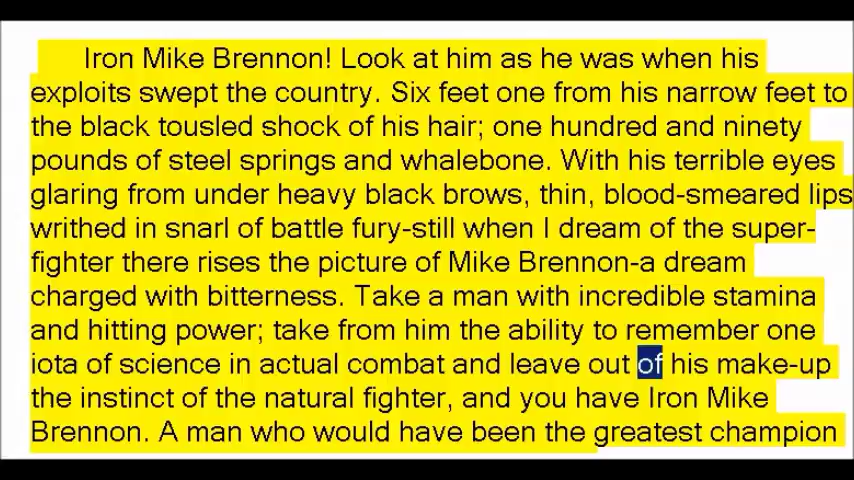 Iron Mike Brennon! Look at him as he was when his
exploits swept the country. Six feet one from his narrow feet to
the black tousled shock of his hair; one hundred and ninety
pounds of steel springs and whalebone. With his terrible eyes
glaring from under heavy black brows, thin, blood-smeared lips
writhed in snarl of battle fury-still when I dream of the super-
fighter there rises the picture of Mike Brennon-a dream
charged with bitterness. Take a man with incredible stamina
and hitting power; take from him the ability to remember one
iota of science in actual combat and leave out of his make-up
the instinct of the natural fighter, and you have Iron Mike
Brennon. A man who would have been the greatest champion